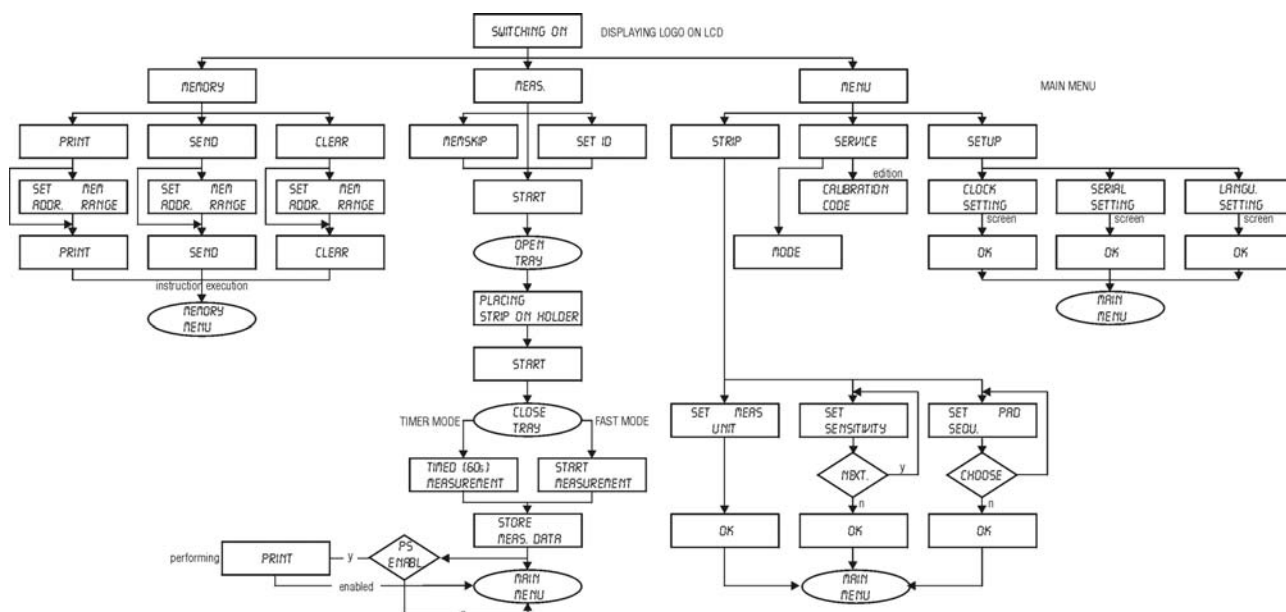 SWITCHING ON
DISPLAYING LOGO ON LCD
MEMORY
MEAS.
MENU
MAIN MENU
PRINT
SEND
CLEAR
MEMSKIP
SET ID
STRIP
SERVICE
SETUP
edition
SET MEM
ADDR. RANGE
SET MEM
ADDR. RANGE
SET MEM
ADDR. RANGE
START
CALIBRATION
CODE
CLOCK
SETTING
SERIAL
SETTING
LANGU.
SETTING
screen
screen
screen
PRINT
SEND
CLEAR
OPEN
TRAY
MODE
OK
OK
OK
instruction execution
MEMORY
MENU
PLACING
STRIP ON HOLDER
MAIN
MENU
START
TIMER MODE
CLOSE
TRAY
FAST MODE
SET MEAS
UNIT
SET
SENSITIVITY
SET PAD
SEQU.
TIMED (60s)
MEASUREMENT
START
MEASUREMENT
NEXT.
y
CHOOSE
n
n
STORE
MEAS. DATA
OK
OK
OK
performing
PRINT
y
PS
ENABL
enabled
MAIN
MENU
MAIN
MENU